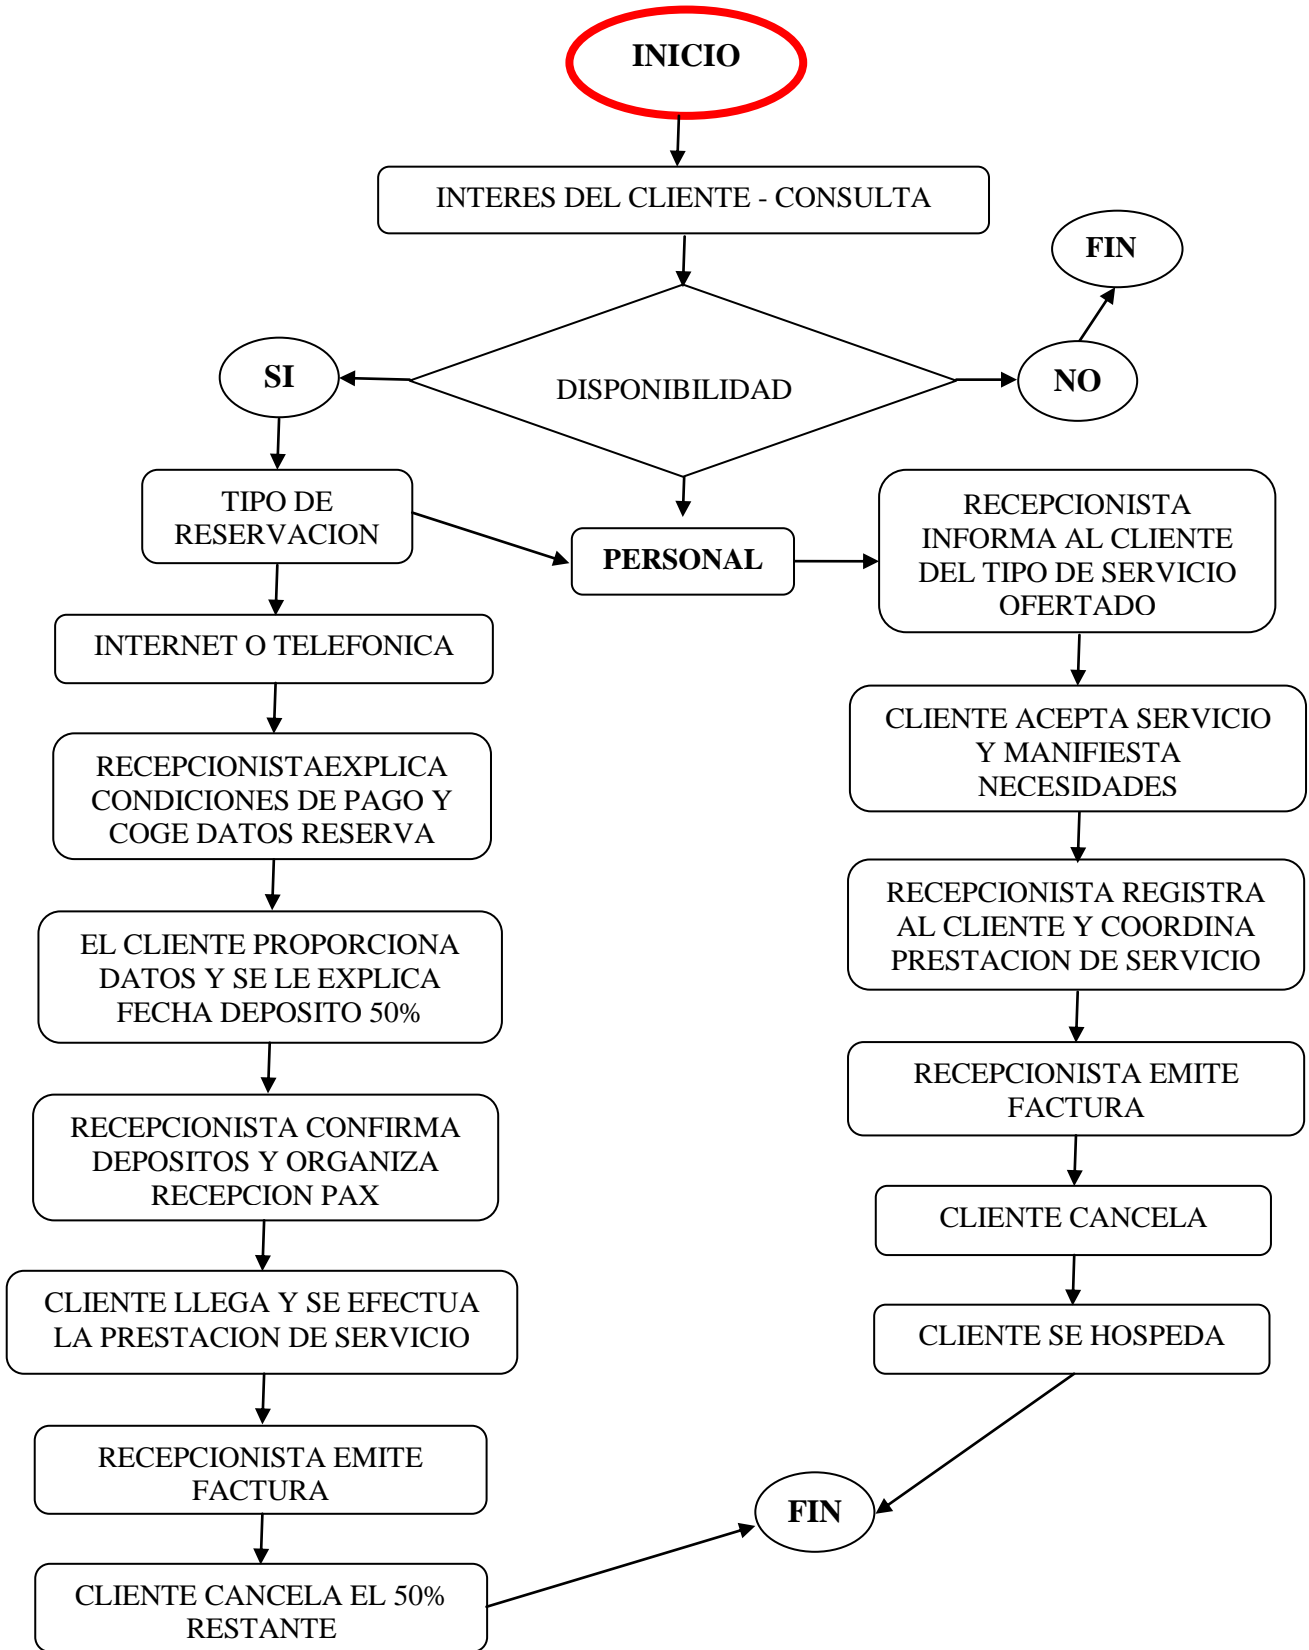 INICIO
INTERES DEL CLIENTE - CONSULTA
FIN
SI
DISPONIBILIDAD
NO
TIPO DE
RESERVACION
PERSONAL
RECEPCIONISTA
INFORMA AL CLIENTE
DEL TIPO DE SERVICIO
OFERTADO
INTERNET O TELEFONICA
CLIENTE ACEPTA SERVICIO
Y MANIFIESTA
NECESIDADES
RECEPCIONISTAEXPLICA
CONDICIONES DE PAGO Y
COGE DATOS RESERVA
RECEPCIONISTA REGISTRA
AL CLIENTE Y COORDINA
PRESTACION DE SERVICIO
EL CLIENTE PROPORCIONA
DATOS Y SE LE EXPLICA
FECHA DEPOSITO 50%
RECEPCIONISTA EMITE
FACTURA
RECEPCIONISTA CONFIRMA
DEPOSITOS Y ORGANIZA
RECEPCION PAX
CLIENTE CANCELA
CLIENTE LLEGA Y SE EFECTUA
LA PRESTACION DE SERVICIO
CLIENTE SE HOSPEDA
RECEPCIONISTA EMITE
FACTURA
FIN
CLIENTE CANCELA EL 50%
RESTANTE